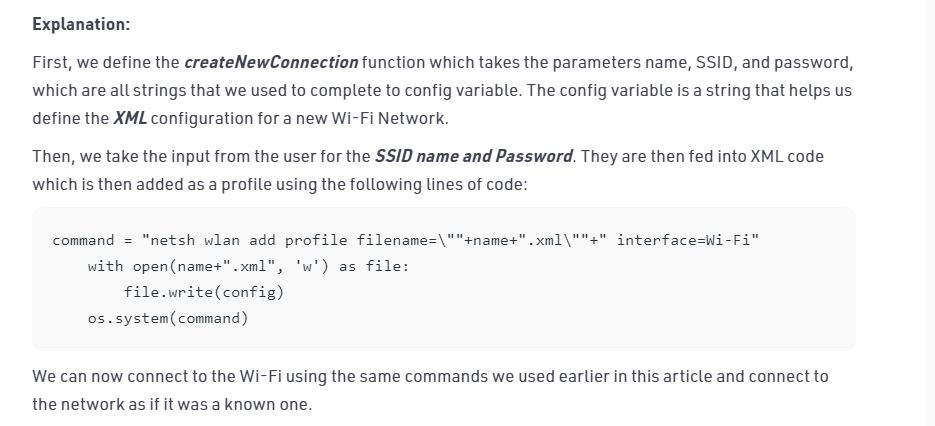 Explanation:
First, we define the createNewConnection function which takes the parameters name, SSID, and password,
which are all strings that we used to complete to config variable. The config variable is a string that helps us
define the XML configuration for a new Wi-Fi Network.
Then, we take the input from the user for the SSID name and Password. They are then fed into XML code
which is then added as a profile using the following lines of code:
command = "netsh wlan add profile filename=\""+name+".xml\""+" interface=Wi-Fi"
    with open(name+".xml", 'w') as file:
        file.write(config)
    os.system(command)
We can now connect to the Wi-Fi using the same commands we used earlier in this article and connect to
the network as if it was a known one.